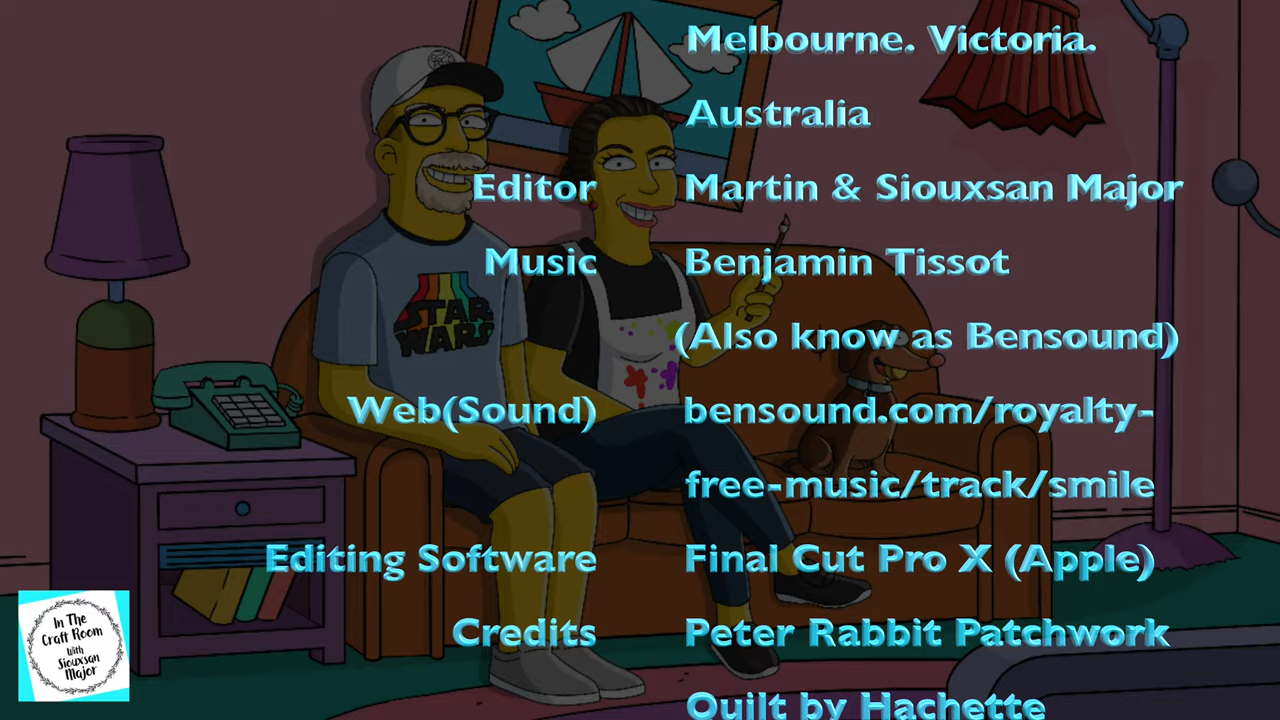 Melbourne. Victoria.
Australia
Editor Martin & Siouxsan Major
Music Benjamin Tissot
(Also know as Bensound)
Web(Sound) bensound.com/royalty-
free-music/track/smile
Editing Software Final Cut Pro X (Apple)
Credits Peter Rabbit Patchwork
Quilt by Hachette
STAR
WARS
In The
Craft Room
With
Siouxsan
Major